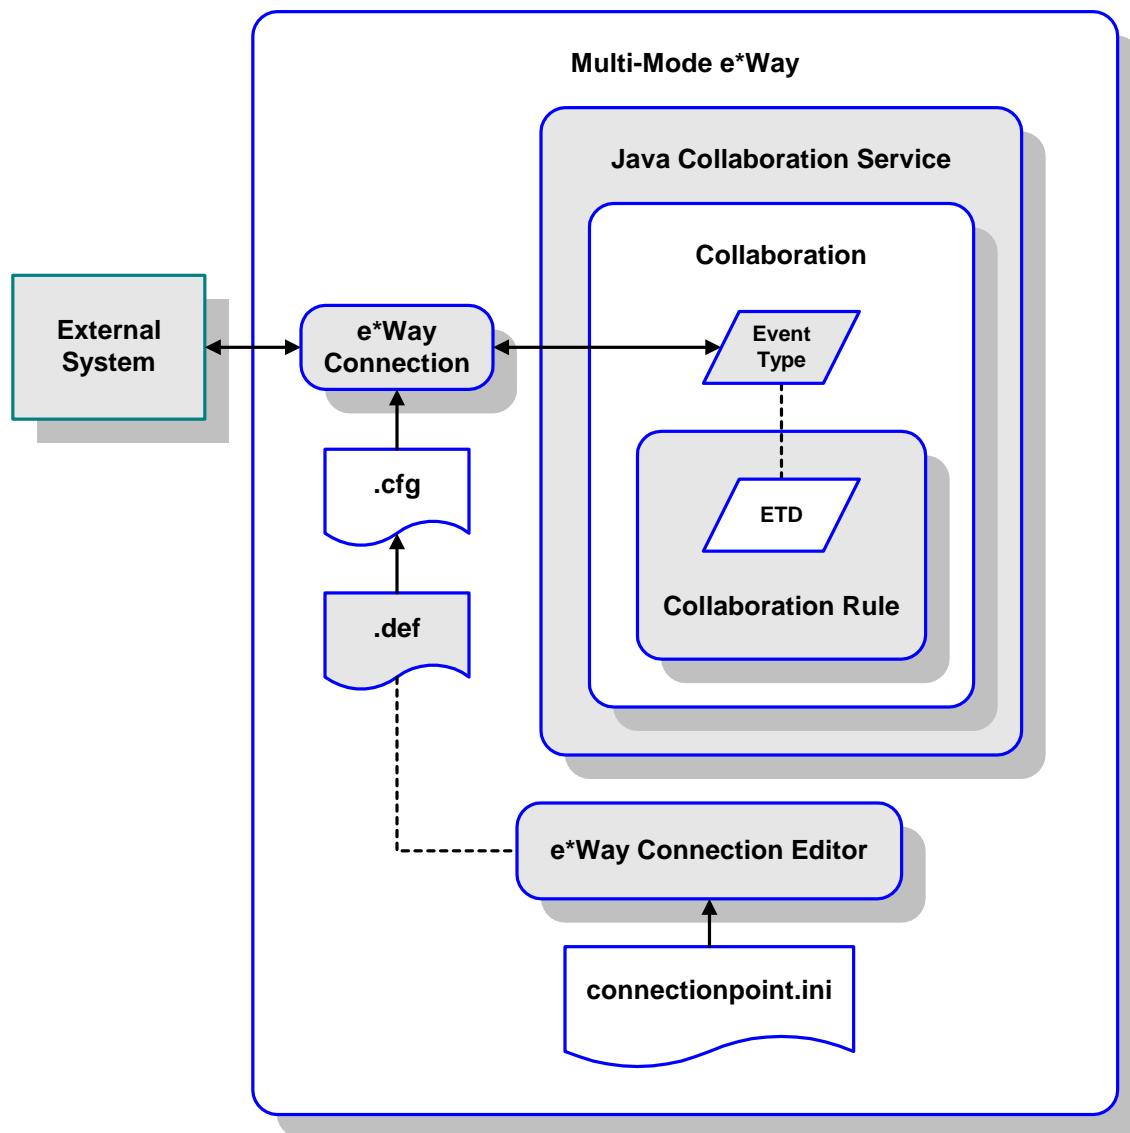 Multi-Mode e*Way
Java Collaboration Service
Collaboration
External
System
e*Way
Connection
Event
Type
.cfg
ETD
Collaboration Rule
.def
e*Way Connection Editor
connectionpoint.ini